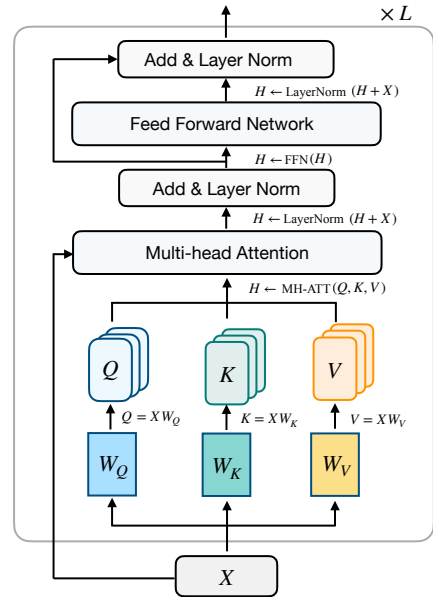 × L
Add & Layer Norm
H ← LayerNorm (H + X)
Feed Forward Network
H ← FFN(H)
Add & Layer Norm
H ← LayerNorm (H + X)
Multi-head Attention
H ← MH-ATT(Q, K, V)
Q
K
V
Q = XW_Q
K = XW_K
V = XW_V
W_Q
W_K
W_V
X